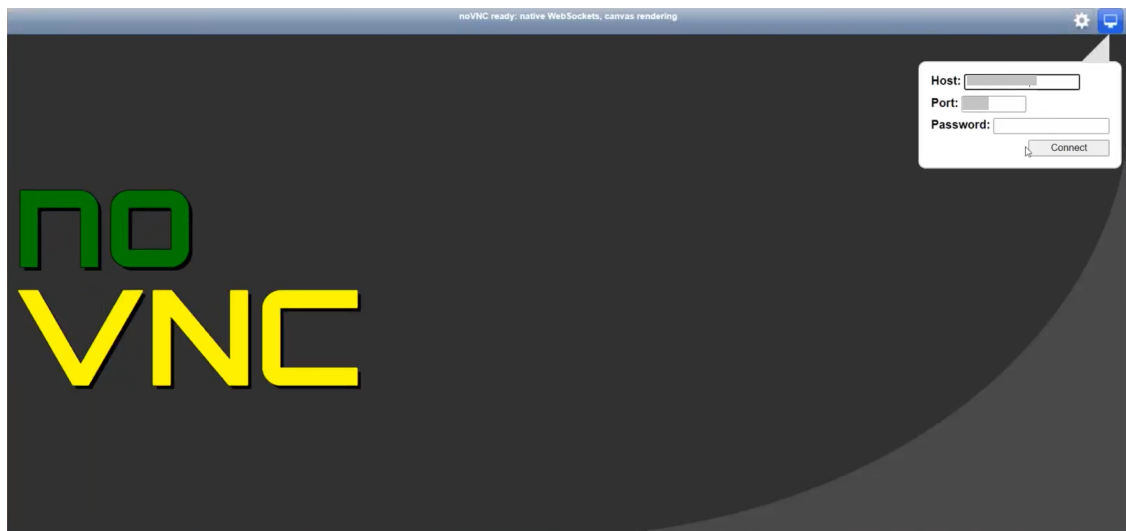 noVNC ready: native WebSockets, canvas rendering
Host:
Port:
Password:
Connect
no
VNC